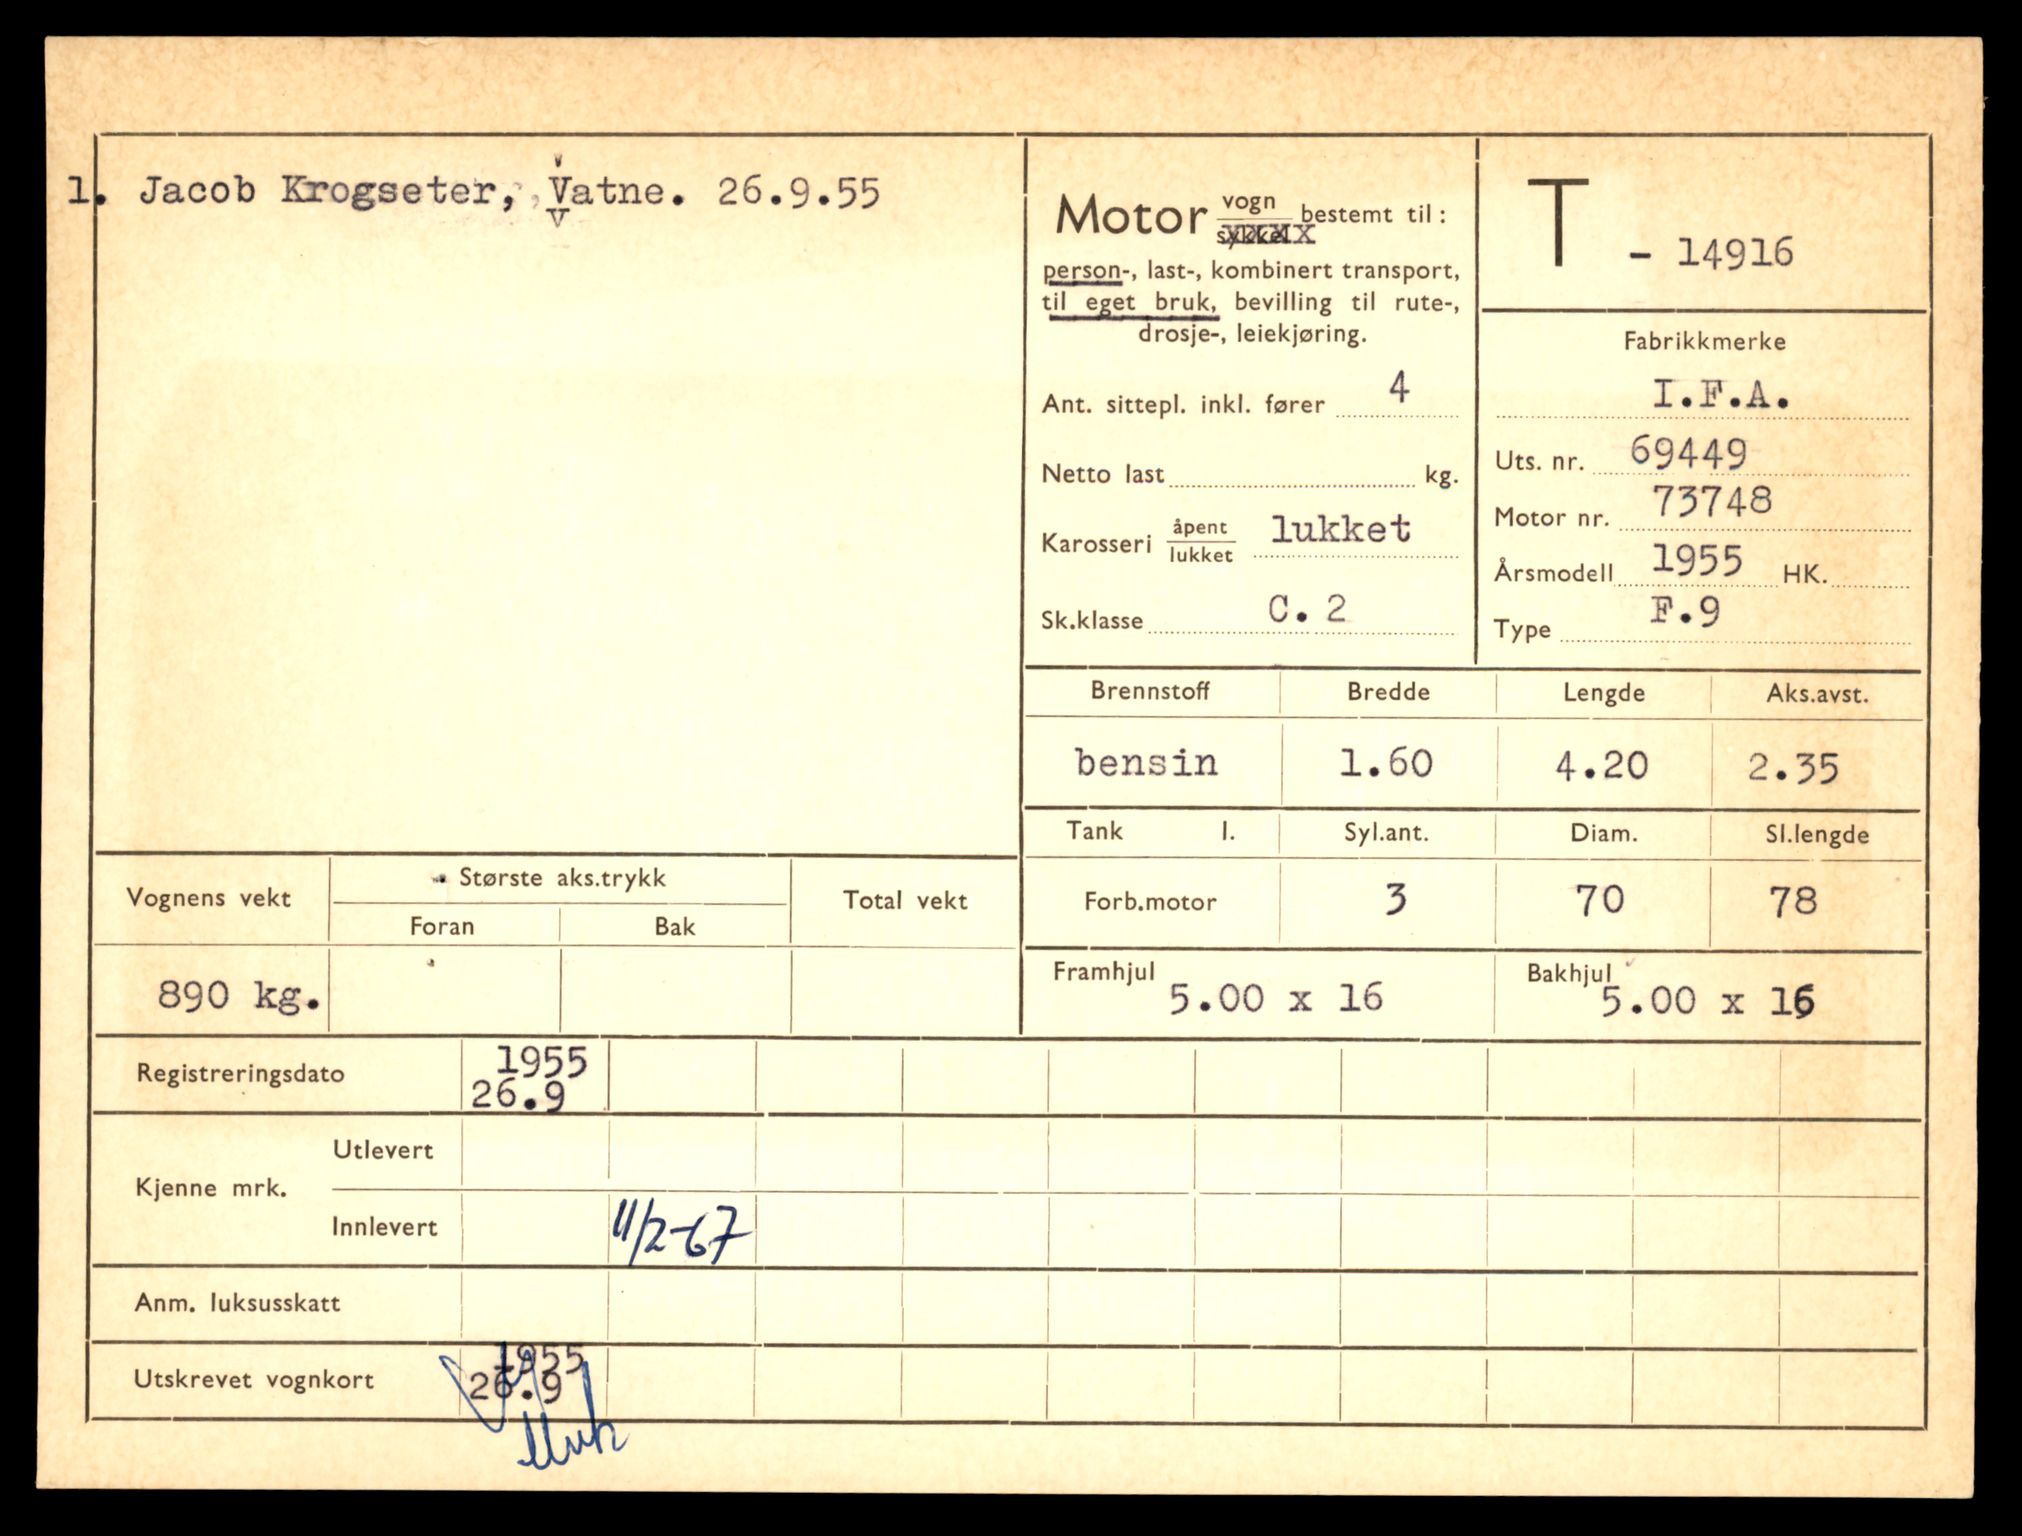 1. Jacob Krogseter, Vatne. 26.9.55
Motor vogn bestemt til:
sykkel
person-, last-, kombinert transport,
til eget bruk, bevilling til rute-,
drosje-, leiekjøring.
Ant. sittepl. inkl. fører 4
Netto last kg.
Karosseri åpent lukket
lukket
Sk.klasse C.2
T - 14916
Fabrikkmerke
I.F.A.
Uts. nr. 69449
Motor nr. 73748
Årsmodell 1955 HK.
Type F.9
Brennstoff Bredde Lengde Aks.avst.
bensin 1.60 4.20 2.35
Tank l. Syl.ant. Diam. Sl.lengde
Forb.motor 3 70 78
Framhjul 5.00 x 16 Bakhjul 5.00 x 16
Vognens vekt Største aks.trykk Total vekt
Foran Bak
890 kg.
Registreringsdato 1955
26.9
Kjenne mrk. Utlevert
Innlevert 11/2-67
Anm. luksusskatt
Utskrevet vognkort 1955
26.9